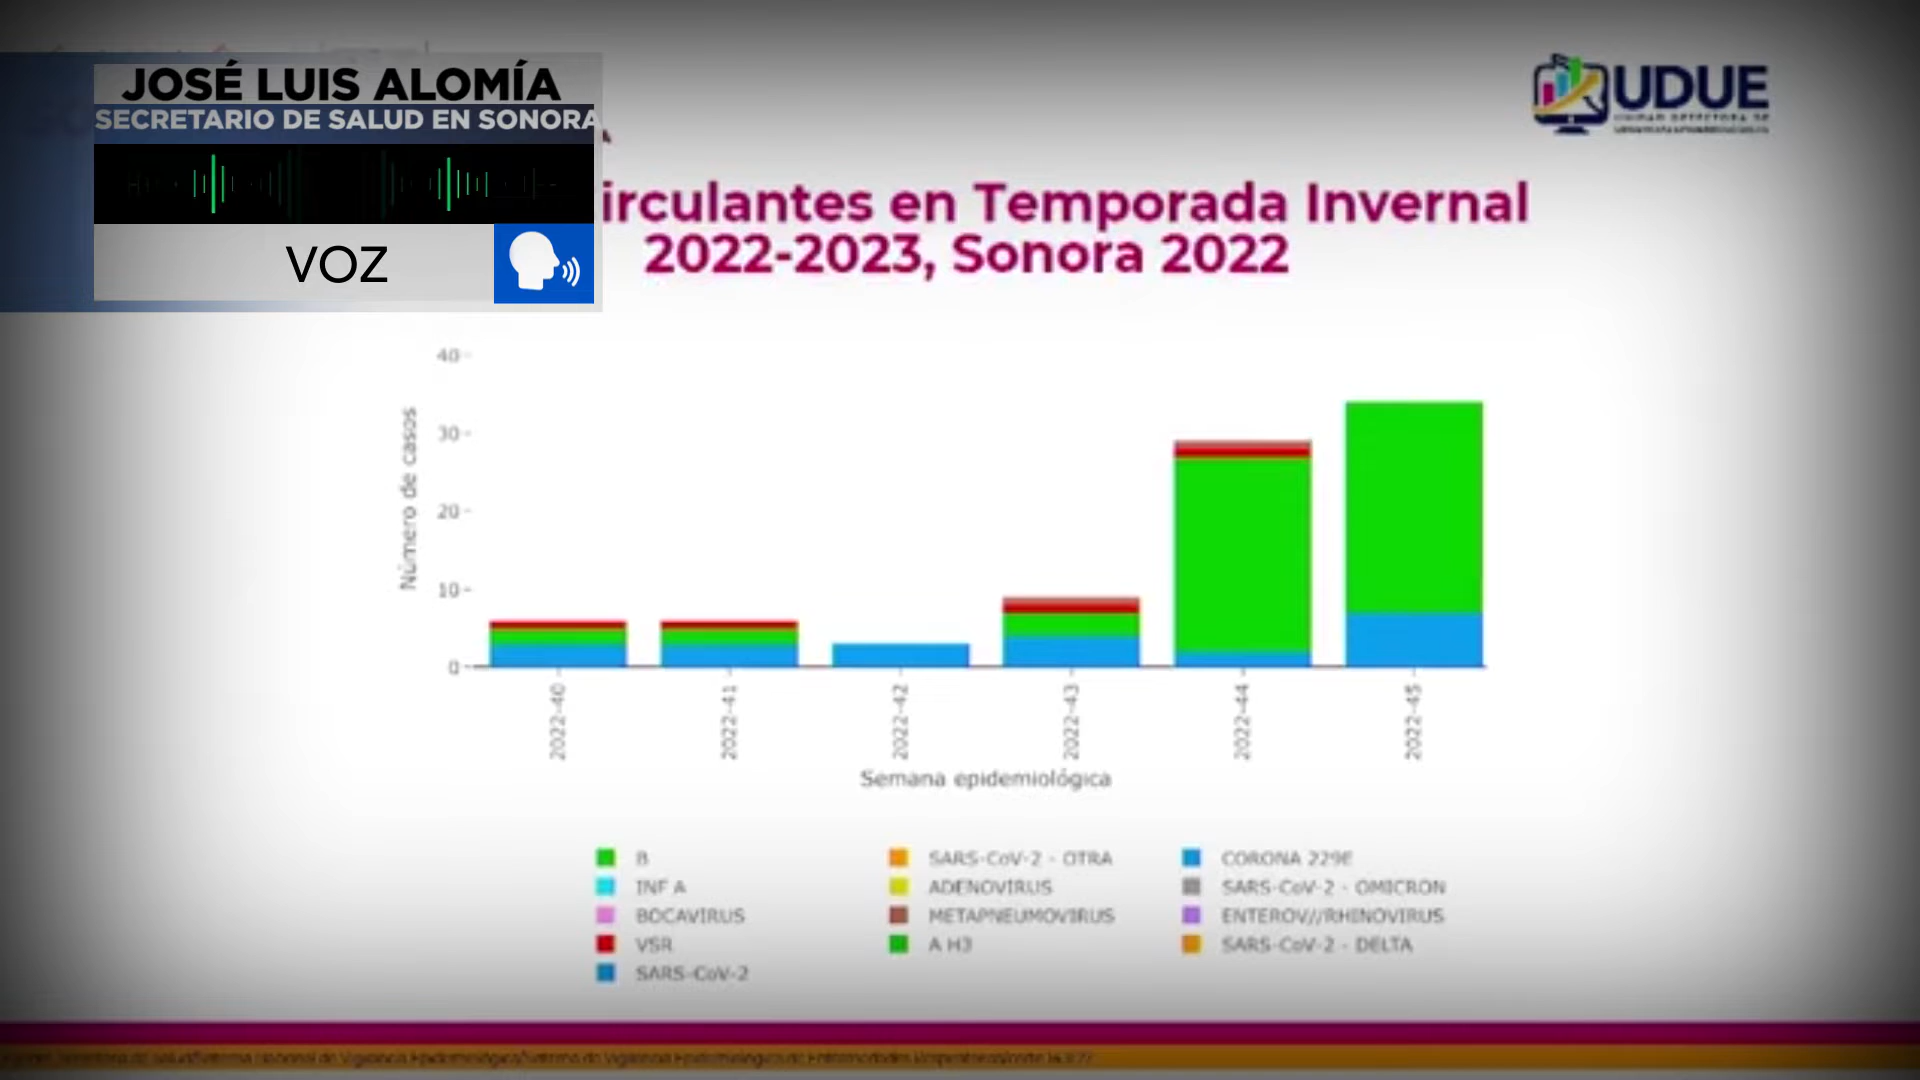 JOSÉ LUIS ALOMÍA
SECRETARIO DE SALUD EN SONORA
VOZ
UDUE
irculantes en Temporada Invernal
2022-2023, Sonora 2022
Número de casos
40
30
20
10
0
2022-40
2022-41
2022-42
2022-43
2022-44
2022-45
Semana epidemiológica
B
SARS-CoV-2 - OTRA
CORONA 229E
INF A
ADENOVIRUS
SARS-CoV-2 - OMICRON
BOCAVIRUS
METAPNEUMOVIRUS
ENTEROV//RHINOVIRUS
VSR
A H3
SARS-CoV-2 - DELTA
SARS-CoV-2